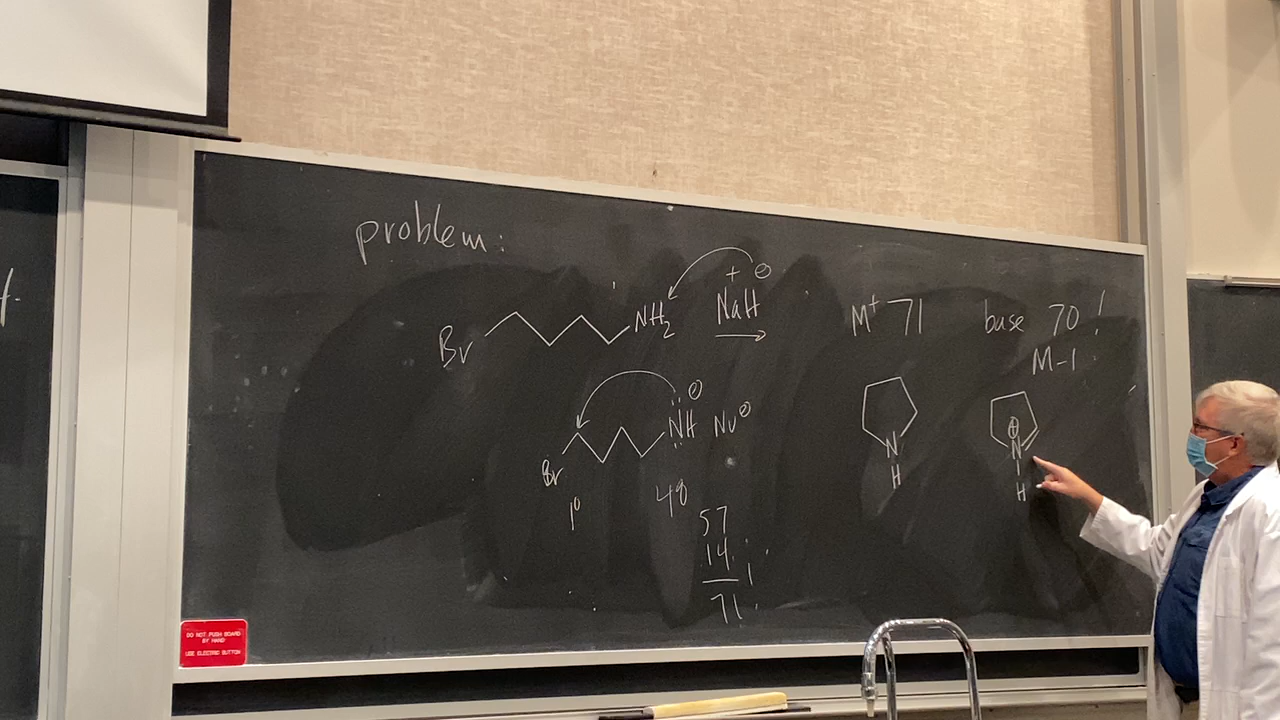 problem:
Br NH2 + ⊖
NaH
M+ 71
base 70!
M-1
Br NH ⊖ Nu⊖
1°
48
57
14
71
N
H
⊕
N
H
DO NOT PUSH BOARD
BY HAND
USE ELECTRIC BUTTON